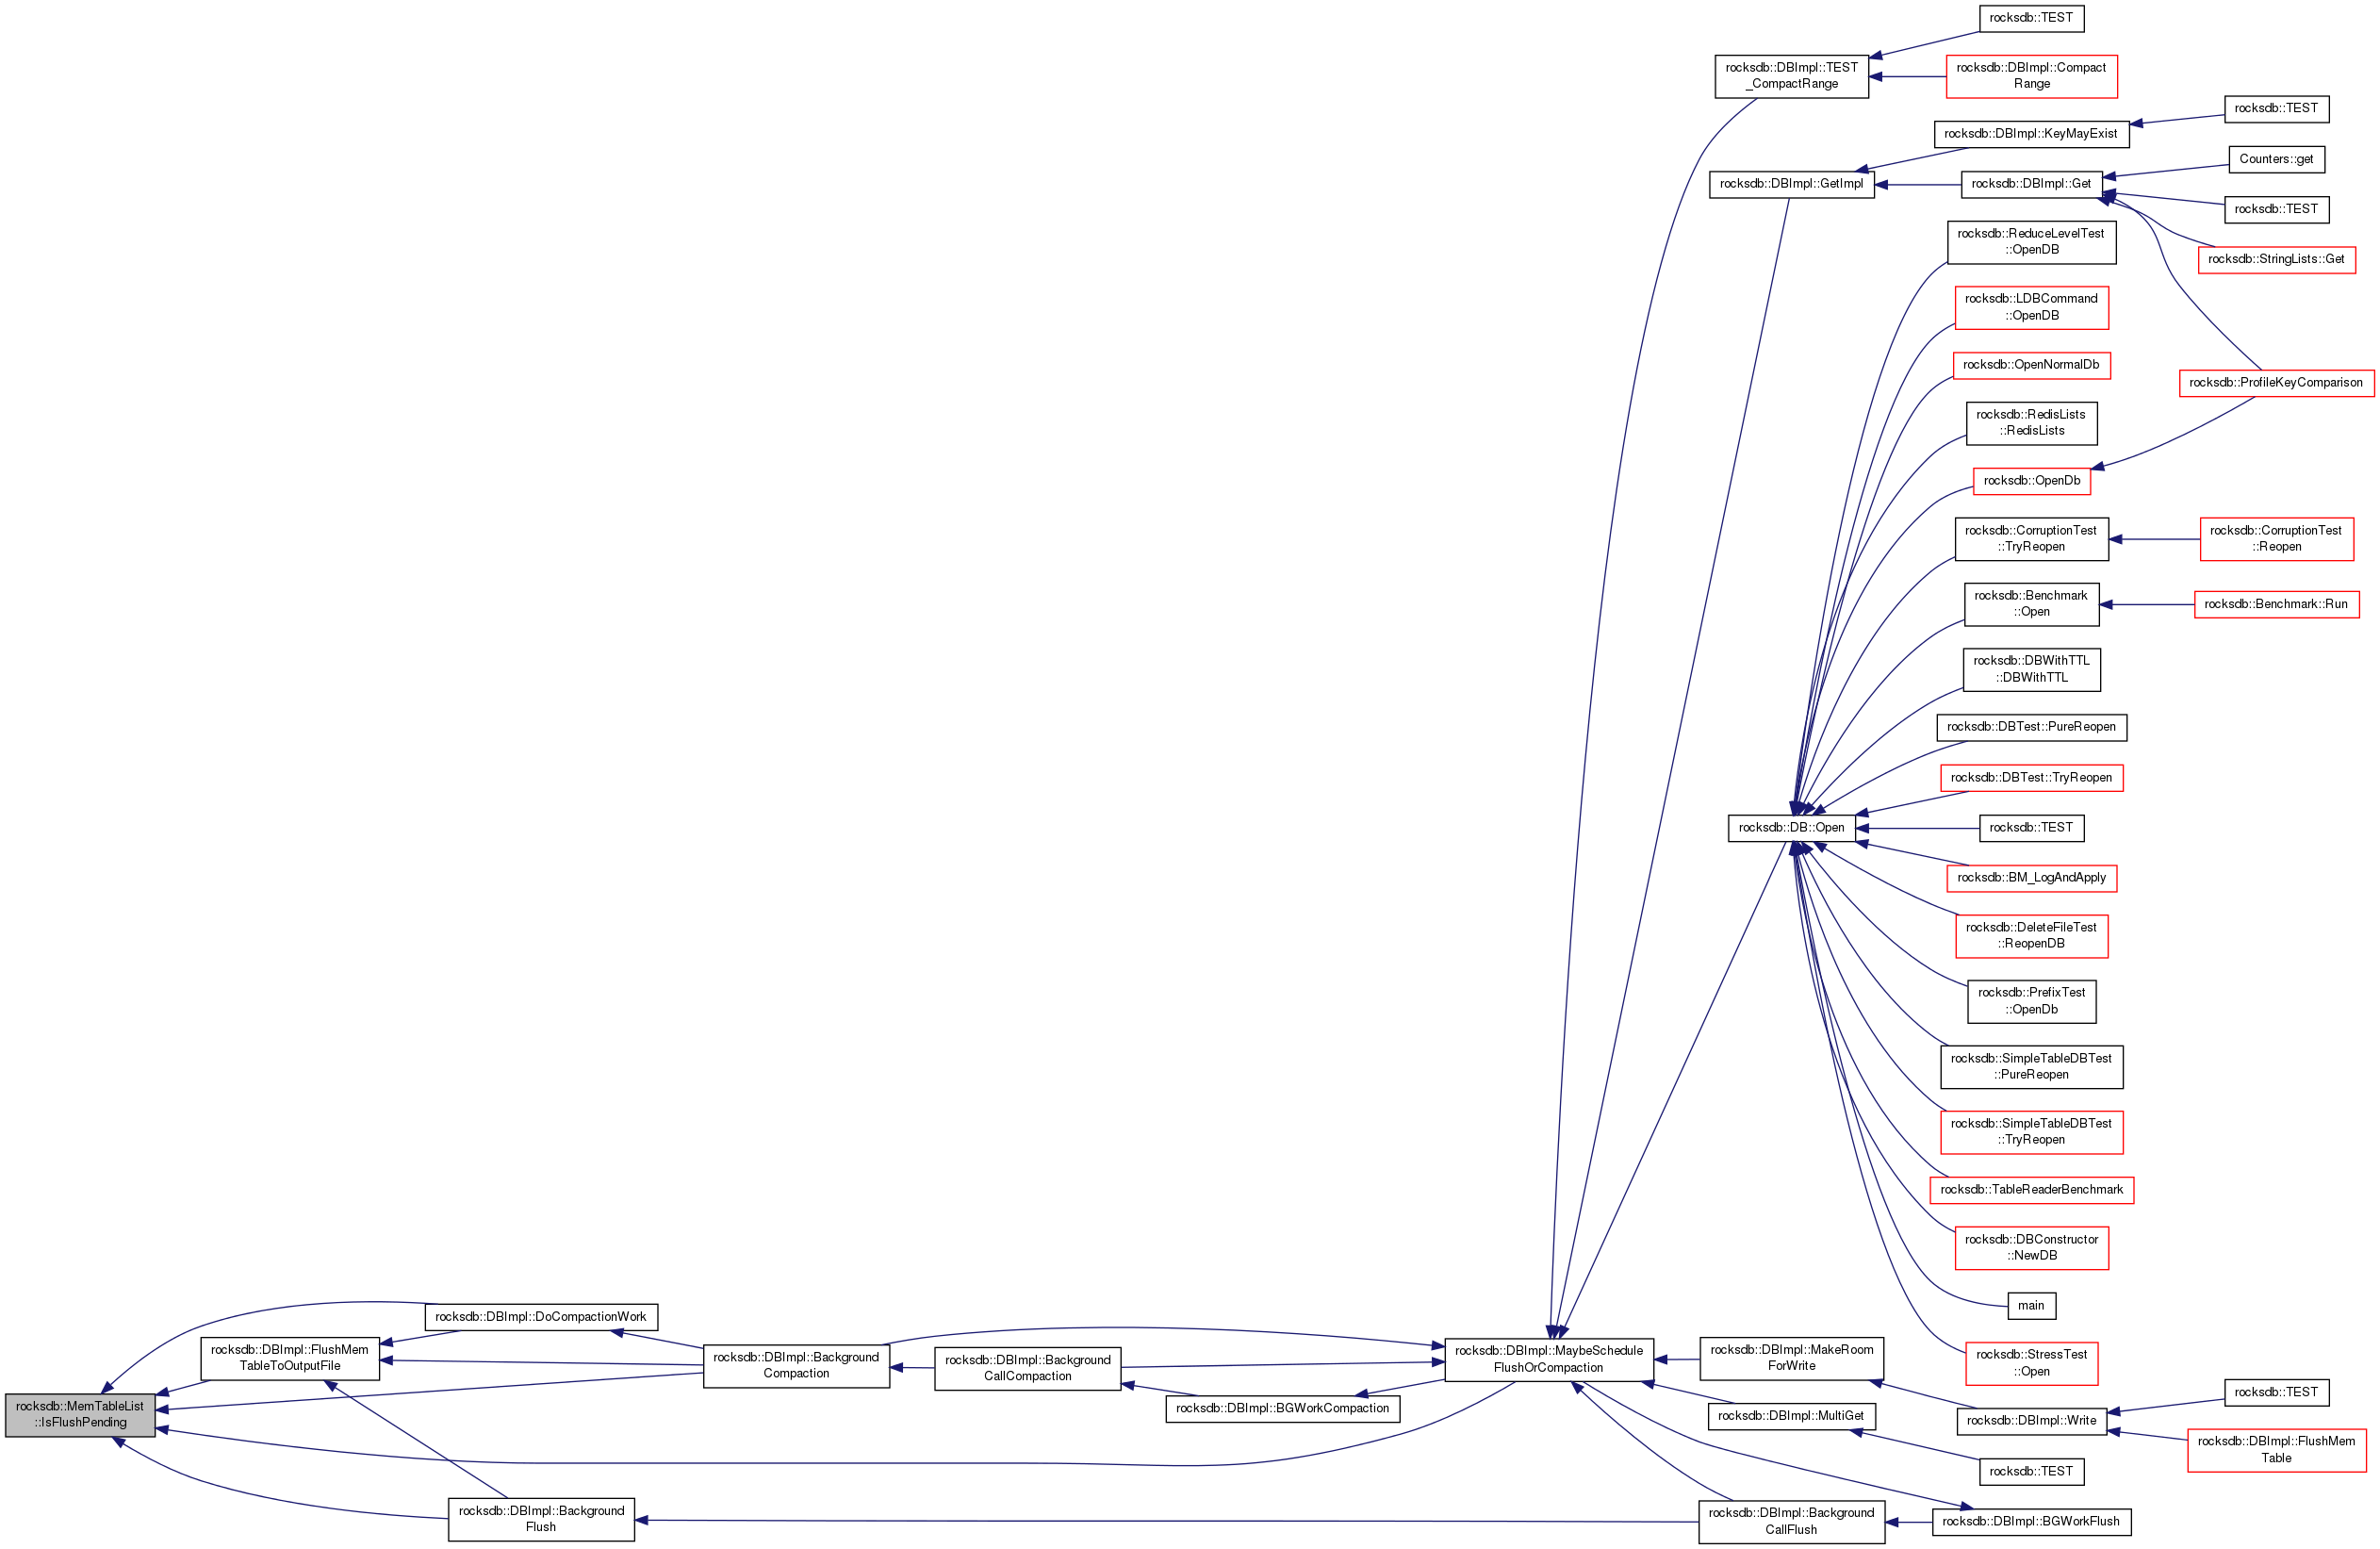 rocksdb::TEST
rocksdb::DBImpl::TEST
_CompactRange
rocksdb::DBImpl::Compact
Range
rocksdb::TEST
rocksdb::DBImpl::KeyMayExist
Counters::get
rocksdb::DBImpl::GetImpl
rocksdb::DBImpl::Get
rocksdb::TEST
rocksdb::ReduceLevelTest
::OpenDB
rocksdb::StringLists::Get
rocksdb::LDBCommand
::OpenDB
rocksdb::OpenNormalDb
rocksdb::ProfileKeyComparison
rocksdb::RedisLists
::RedisLists
rocksdb::OpenDb
rocksdb::CorruptionTest
::TryReopen
rocksdb::CorruptionTest
::Reopen
rocksdb::Benchmark
::Open
rocksdb::Benchmark::Run
rocksdb::DBWithTTL
::DBWithTTL
rocksdb::DBTest::PureReopen
rocksdb::DBTest::TryReopen
rocksdb::DB::Open
rocksdb::TEST
rocksdb::BM_LogAndApply
rocksdb::DeleteFileTest
::ReopenDB
rocksdb::PrefixTest
::OpenDb
rocksdb::SimpleTableDBTest
::PureReopen
rocksdb::SimpleTableDBTest
::TryReopen
rocksdb::TableReaderBenchmark
rocksdb::DBConstructor
::NewDB
main
rocksdb::StressTest
::Open
rocksdb::DBImpl::DoCompactionWork
rocksdb::DBImpl::FlushMem
TableToOutputFile
rocksdb::DBImpl::Background
Compaction
rocksdb::DBImpl::Background
CallCompaction
rocksdb::DBImpl::MaybeSchedule
FlushOrCompaction
rocksdb::DBImpl::MakeRoom
ForWrite
rocksdb::TEST
rocksdb::MemTableList
::IsFlushPending
rocksdb::DBImpl::BGWorkCompaction
rocksdb::DBImpl::MultiGet
rocksdb::DBImpl::Write
rocksdb::DBImpl::FlushMem
Table
rocksdb::TEST
rocksdb::DBImpl::Background
Flush
rocksdb::DBImpl::Background
CallFlush
rocksdb::DBImpl::BGWorkFlush